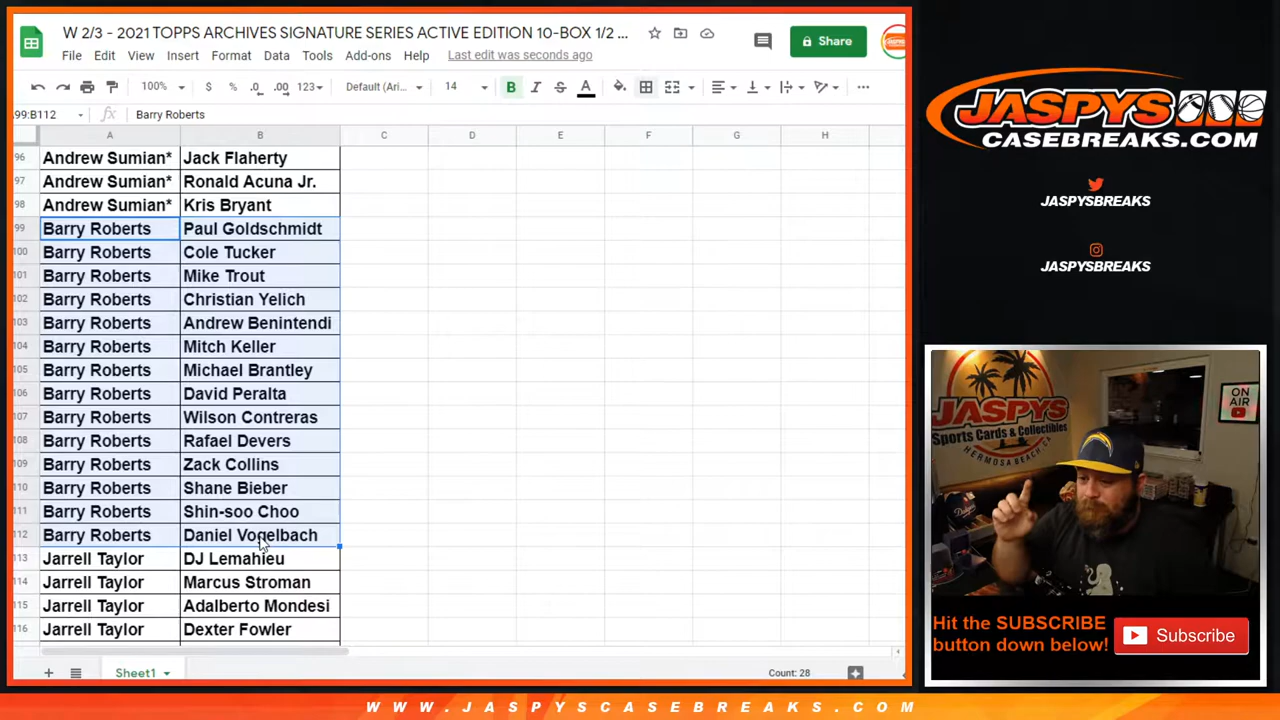 W 2/3 - 2021 TOPPS ARCHIVES SIGNATURE SERIES ACTIVE EDITION 10-BOX 1/2 ...
Share
File Edit View Insert Format Data Tools Add-ons Help Last edit was seconds ago
100% $ % .0 .00 123 Default (Ari... 14 B I S A
99:B112 fx Barry Roberts
A B C D E F G H
96 Andrew Sumian* Jack Flaherty
97 Andrew Sumian* Ronald Acuna Jr.
98 Andrew Sumian* Kris Bryant
99 Barry Roberts Paul Goldschmidt
100 Barry Roberts Cole Tucker
101 Barry Roberts Mike Trout
102 Barry Roberts Christian Yelich
103 Barry Roberts Andrew Benintendi
104 Barry Roberts Mitch Keller
105 Barry Roberts Michael Brantley
106 Barry Roberts David Peralta
107 Barry Roberts Wilson Contreras
108 Barry Roberts Rafael Devers
109 Barry Roberts Zack Collins
110 Barry Roberts Shane Bieber
111 Barry Roberts Shin-soo Choo
112 Barry Roberts Daniel Vogelbach
113 Jarrell Taylor DJ Lemahieu
114 Jarrell Taylor Marcus Stroman
115 Jarrell Taylor Adalberto Mondesi
116 Jarrell Taylor Dexter Fowler
Sheet1
Count: 28
JASPYS
CASEBREAKS.COM
JASPYSBREAKS
JASPYSBREAKS
JASPYS
Sports Cards & Collectibles
HERMOSA BEACH CA
ON
AIR
Hit the SUBSCRIBE
button down below!
Subscribe
WWW.JASPYSCASEBREAKS.COM